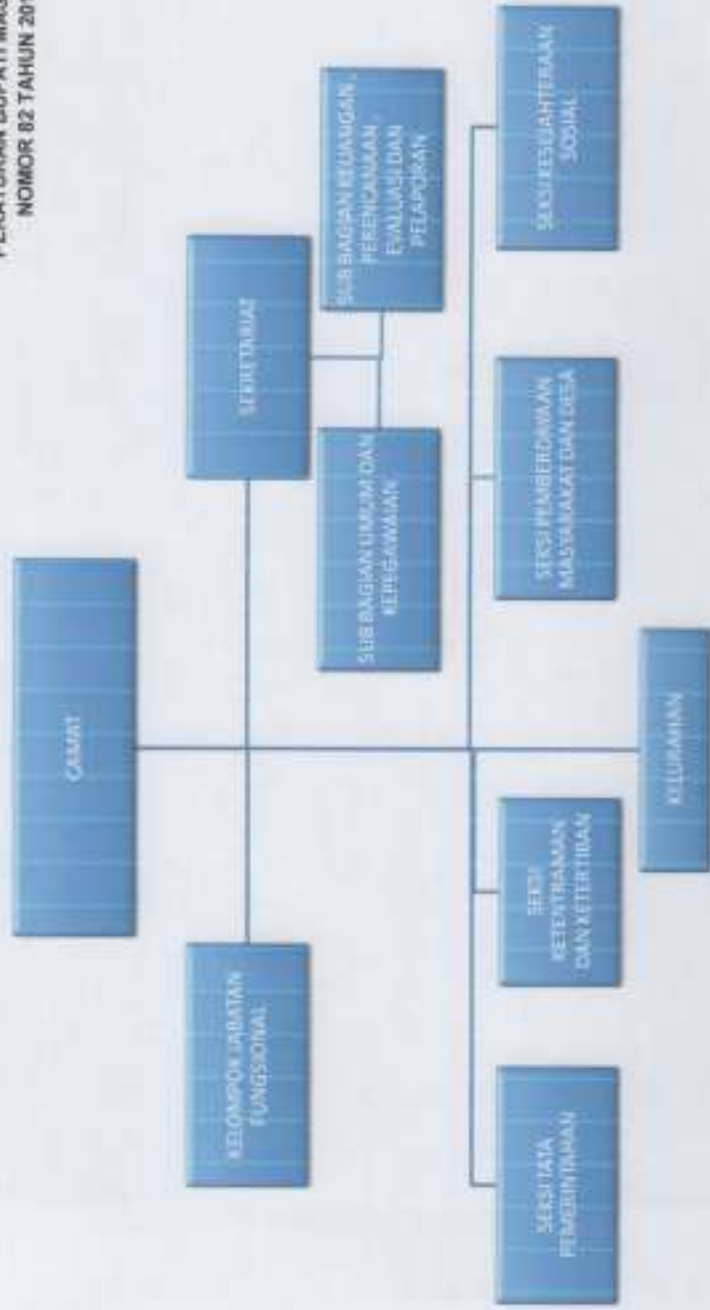 NOMOR 82 TAHUN
CAMAT
KELOMPOK JABATAN
FUNGSIONAL
SEKRETARIAT
SUB BAGIAN UMUM DAN
KEPEGAWAIAN
SUB BAGIAN KEUANGAN,
PERENCANAAN,
EVALUASI DAN
PELAPORAN
SEKSI TATA
PEMERINTAHAN
SEKSI
KETENTRAMAN
DAN KETERTIBAN
SEKSI PEMBERDAYAAN
MASYARAKAT DAN DESA
SEKSI KESEJAHTERAAN
SOSIAL
KELURAHAN